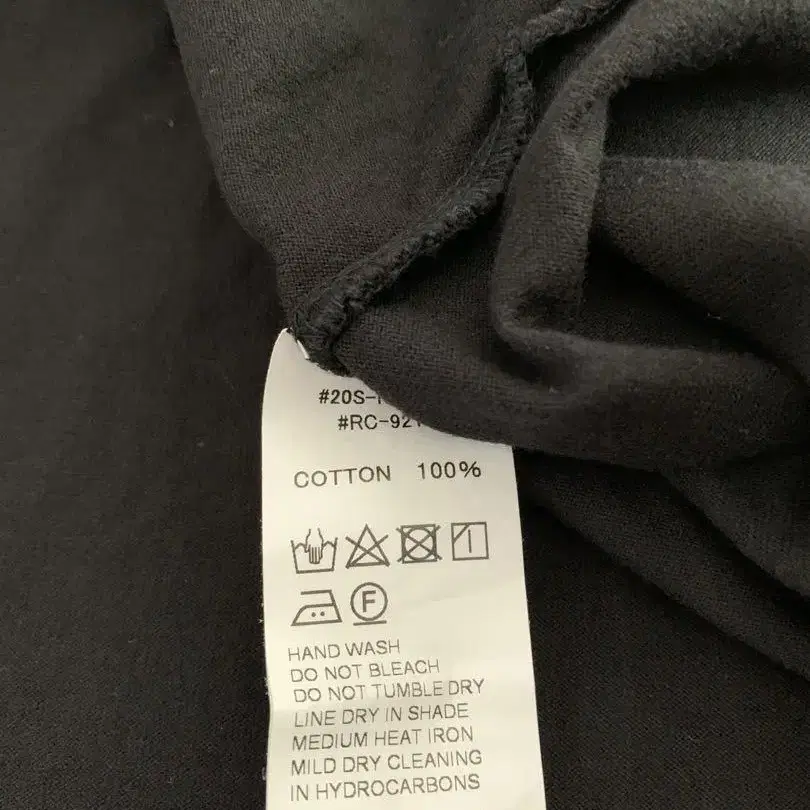 #20S-
#RC-92
COTTON 100%
F
HAND WASH
DO NOT BLEACH
DO NOT TUMBLE DRY
LINE DRY IN SHADE
MEDIUM HEAT IRON
MILD DRY CLEANING
IN HYDROCARBONS